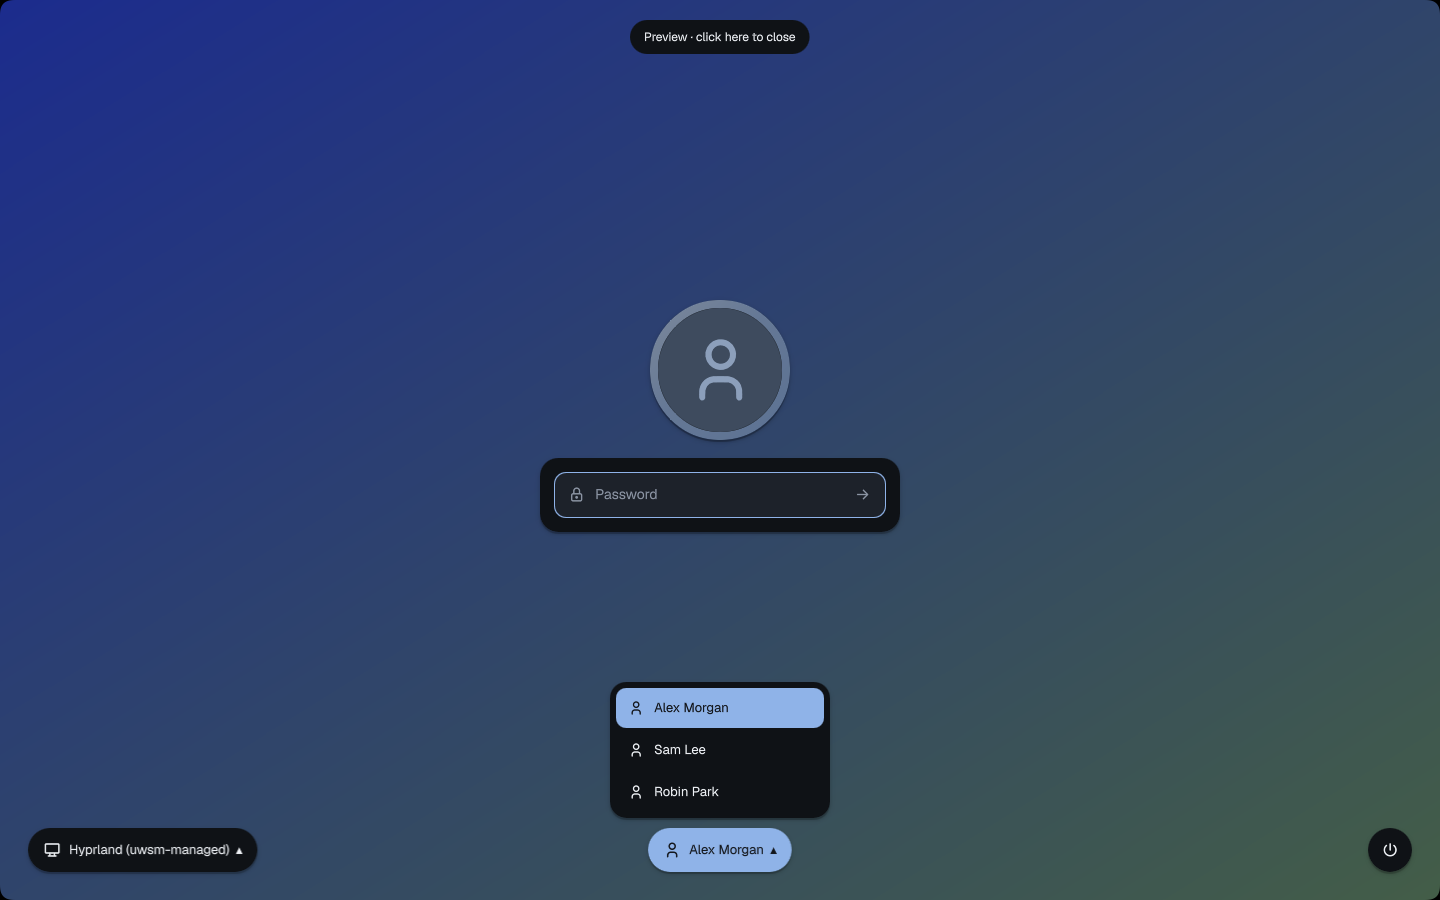 Preview · click here to close
Password
Alex Morgan
Sam Lee
Robin Park
Hyprland (uwsm-managed) ▴
Alex Morgan ▴